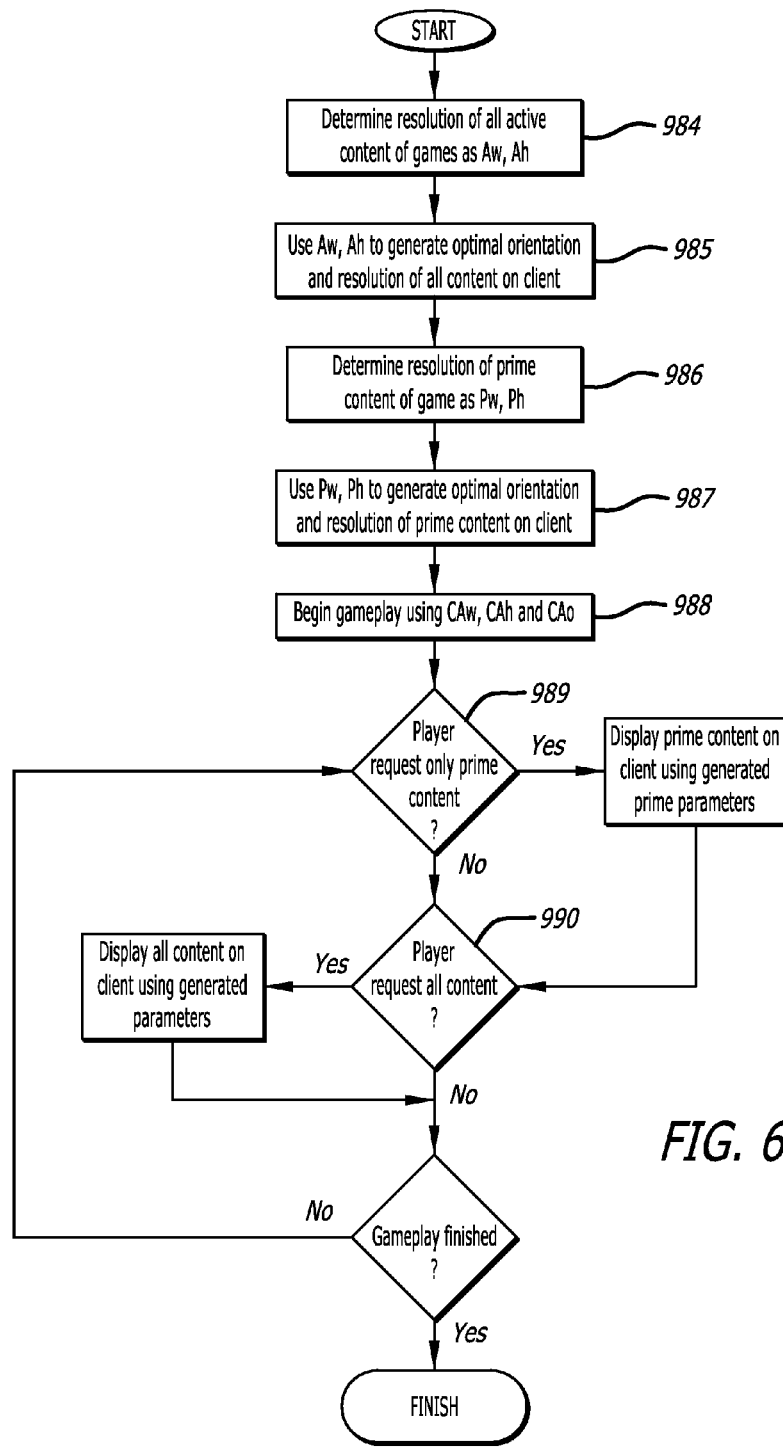 START
Determine resolution of all active
content of games as Aw, Ah
984
Use Aw, Ah to generate optimal orientation
and resolution of all content on client
985
Determine resolution of prime
content of game as Pw, Ph
986
Use Pw, Ph to generate optimal orientation
and resolution of prime content on client
987
Begin gameplay using CAw, CAh and CAo
988
989
Player
request only prime
content
?
Yes
Display prime content on
client using generated
prime parameters
No
990
Player
request all content
?
Yes
Display all content on
client using generated
parameters
No
FIG. 6
Gameplay finished
?
No
Yes
FINISH